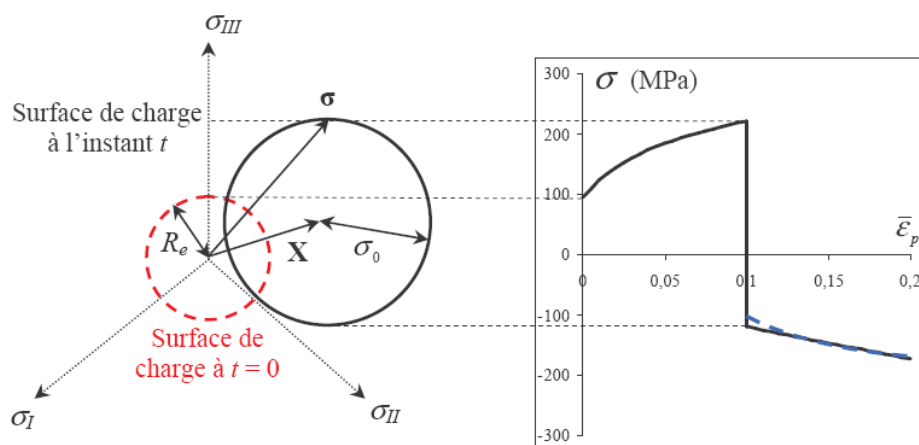 σ_III
Surface de charge
à l’instant t
σ
R_e
X
σ_0
Surface de
charge à t = 0
σ_I
σ_II
300
σ (MPa)
200
100
ε̅_p
0
0
0,05
0,1
0,15
0,2
-100
-200
-300